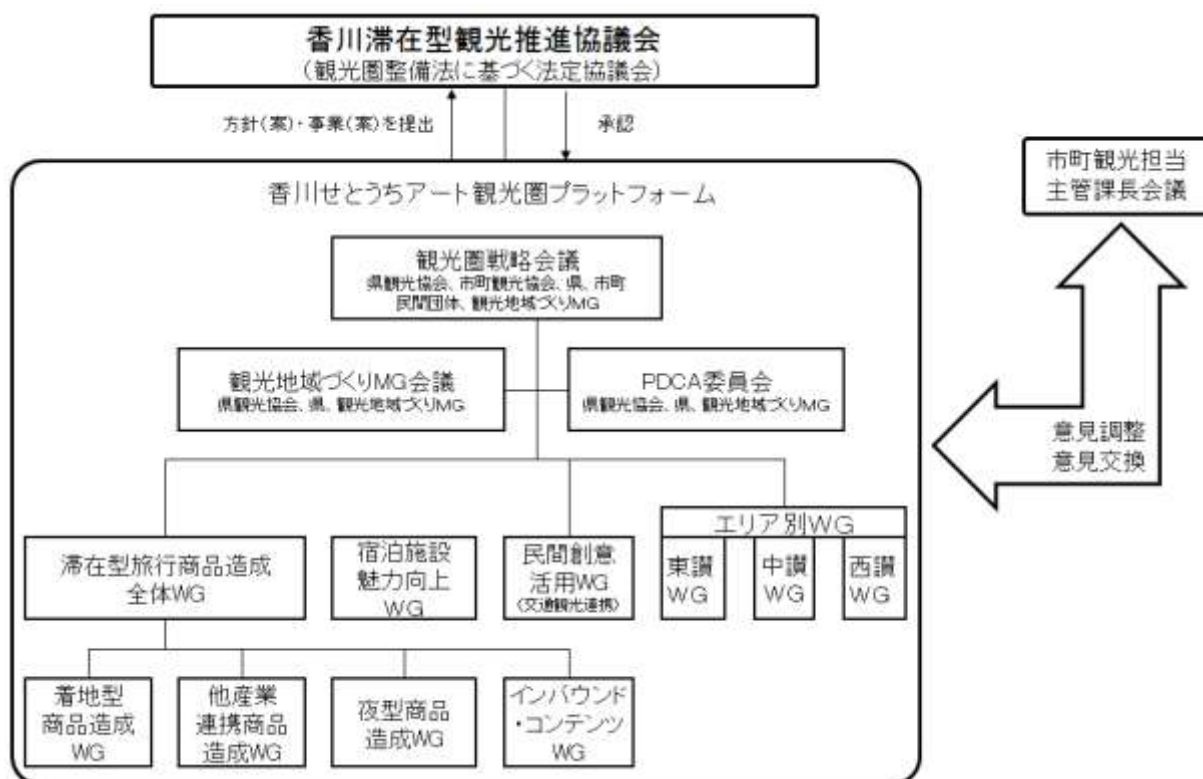 香川滞在型観光推進協議会
(観光圏整備法に基づく法定協議会)
方針(案)・事業(案)を提出
承認
市町観光担当
主管課長会議
香川せとうちアート観光圏プラットフォーム
観光圏戦略会議
県観光協会、市町観光協会、県、市町
民間団体、観光地域づくりMG
観光地域づくりMG会議
県観光協会、県、観光地域づくりMG
PDCA委員会
県観光協会、県、観光地域づくりMG
意見調整
意見交換
滞在型旅行商品造成
全体WG
宿泊施設
魅力向上
WG
民間創意
活用WG
(交通観光連携)
エリア別WG
東讃
WG
中讃
WG
西讃
WG
着地型
商品造成
WG
他産業
連携商品
造成WG
夜型商品
造成WG
インバウンド
・コンテンツ
WG